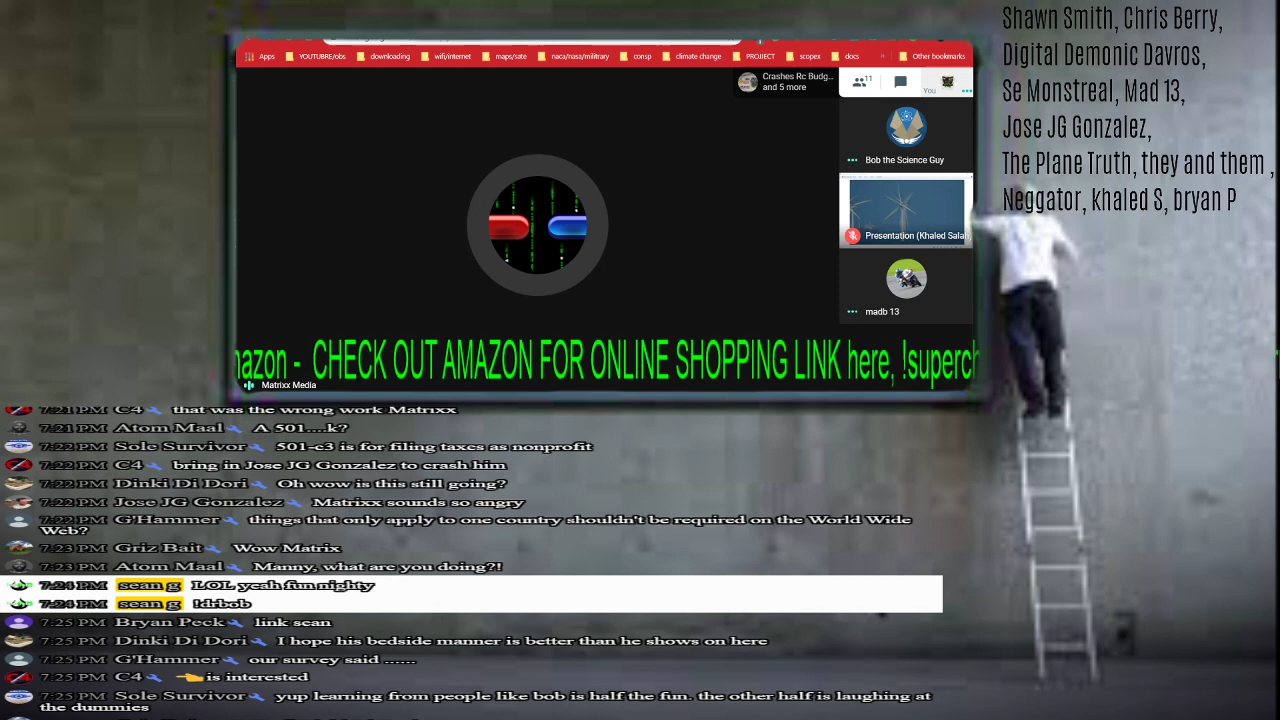 Shawn Smith, Chris Berry,
Digital Demonic Davros,
Se Monstreal, Mad 13,
Jose JG Gonzalez,
The Plane Truth, they and them ,
Neggator, khaled S, bryan P
Apps YOUTUBRE/obs downloading wifi/internet maps/sate naca/nasa/militrary consp climate change PROJECT scopex docs Other bookmarks
Crashes Rc Budg...
and 5 more
11
You
Bob the Science Guy
Presentation (Khaled Salah
madb 13
azon - CHECK OUT AMAZON FOR ONLINE SHOPPING LINK here, !superch
Matrixx Media
7:21 PM C4 that was the wrong work Matrixx
7:21 PM Atom Maal A 501....k?
7:22 PM Sole Survivor 501-c3 is for filing taxes as nonprofit
7:22 PM C4 bring in Jose JG Gonzalez to crash him
7:22 PM Dinki Di Dori Oh wow is this still going?
7:22 PM Jose JG Gonzalez Matrixx sounds so angry
7:22 PM G'Hammer things that only apply to one country shouldn't be required on the World Wide
Web?
7:23 PM Griz Bait Wow Matrix
7:23 PM Atom Maal Manny, what are you doing?!
7:24 PM sean g LOL yeah fun nighty
7:24 PM sean g !drbob
7:25 PM Bryan Peck link sean
7:25 PM Dinki Di Dori I hope his bedside manner is better than he shows on here
7:25 PM G'Hammer our survey said ......
7:25 PM C4 👈 is interested
7:25 PM Sole Survivor yup learning from people like bob is half the fun. the other half is laughing at
the dummies